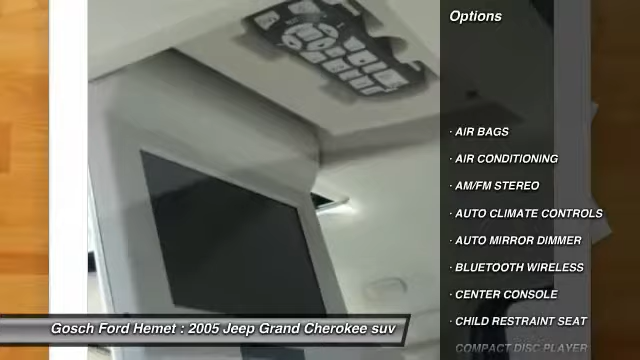 Options
· AIR BAGS
· AIR CONDITIONING
· AM/FM STEREO
· AUTO CLIMATE CONTROLS
· AUTO MIRROR DIMMER
· BLUETOOTH WIRELESS
· CENTER CONSOLE
· CHILD RESTRAINT SEAT
· COMPACT DISC PLAYER
Gosch Ford Hemet : 2005 Jeep Grand Cherokee suv